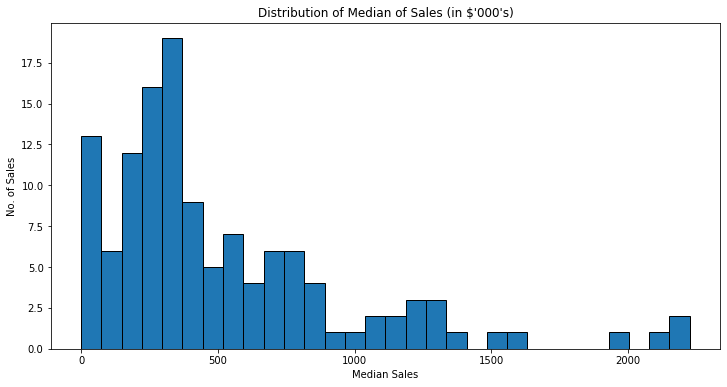 Distribution of Median of Sales (in $'000's)
17.5
15.0
12.5
10.0
7.5
5.0
2.5
0.0
No. of Sales
0 500 1000 1500 2000
Median Sales